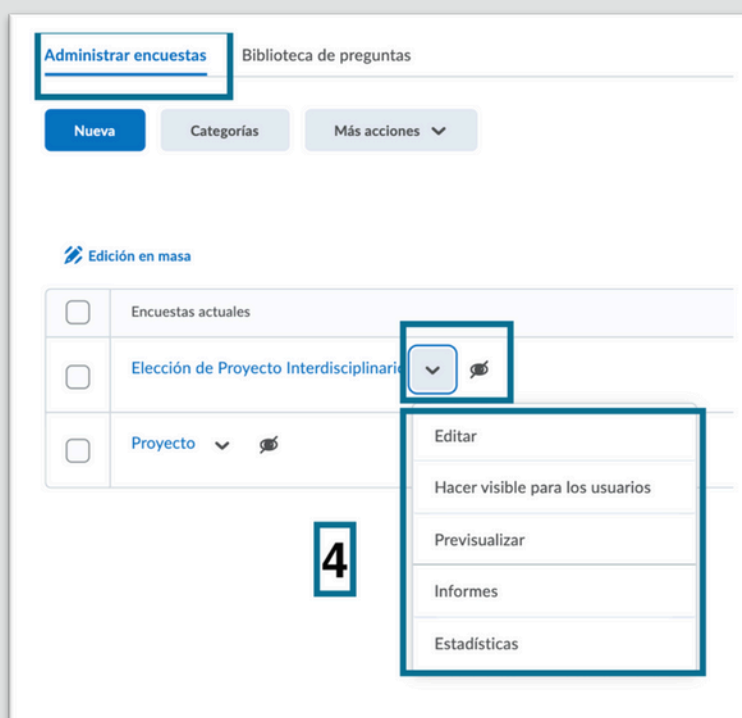 Administrar encuestas Biblioteca de preguntas
Nueva Categorías Más acciones
Edición en masa
Encuestas actuales
Elección de Proyecto Interdisciplinario
Proyecto
Editar
Hacer visible para los usuarios
Previsualizar
4
Informes
Estadísticas